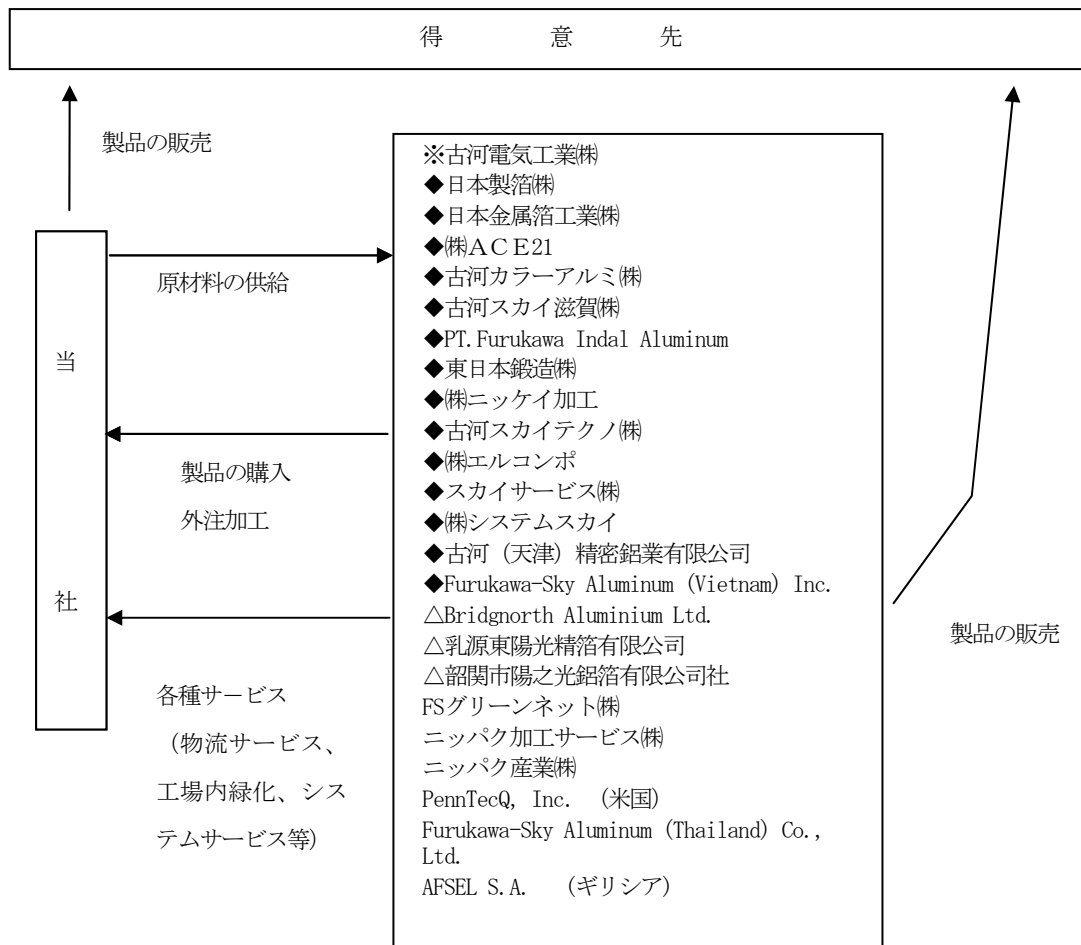 得 意 先
製品の販売
当 社
原材料の供給
製品の購入
外注加工
各種サービス
（物流サービス、
工場内緑化、シス
テムサービス等）
※古河電気工業㈱
◆日本製箔㈱
◆日本金属箔工業㈱
◆㈱ＡＣＥ21
◆古河カラーアルミ㈱
◆古河スカイ滋賀㈱
◆PT.Furukawa Indal Aluminum
◆東日本鍛造㈱
◆㈱ニッケイ加工
◆古河スカイテクノ㈱
◆㈱エルコンポ
◆スカイサービス㈱
◆㈱システムスカイ
◆古河（天津）精密鋁業有限公司
◆Furukawa-Sky Aluminum (Vietnam) Inc.
△Bridgnorth Aluminium Ltd.
△乳源東陽光精箔有限公司
△韶関市陽之光鋁箔有限公司社
FSグリーンネット㈱
ニッパク加工サービス㈱
ニッパク産業㈱
PennTecQ, Inc. （米国）
Furukawa-Sky Aluminum (Thailand) Co.,
Ltd.
AFSEL S.A. （ギリシア）
製品の販売